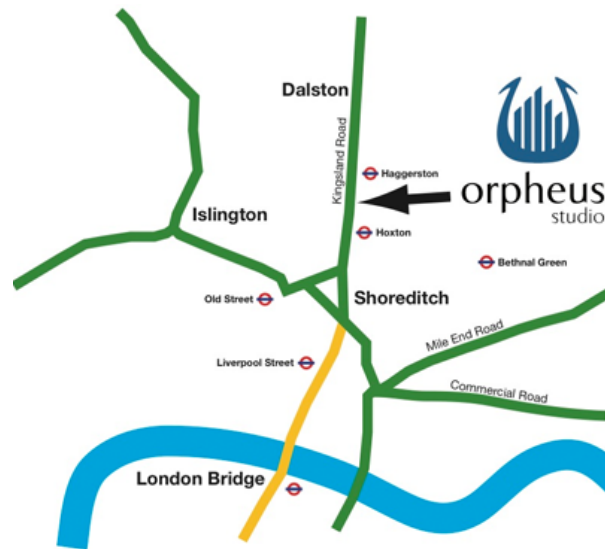 Dalston
Kingsland Road
Haggerston
orpheus
studio
Islington
Hoxton
Bethnal Green
Old Street
Shoreditch
Mile End Road
Liverpool Street
Commercial Road
London Bridge